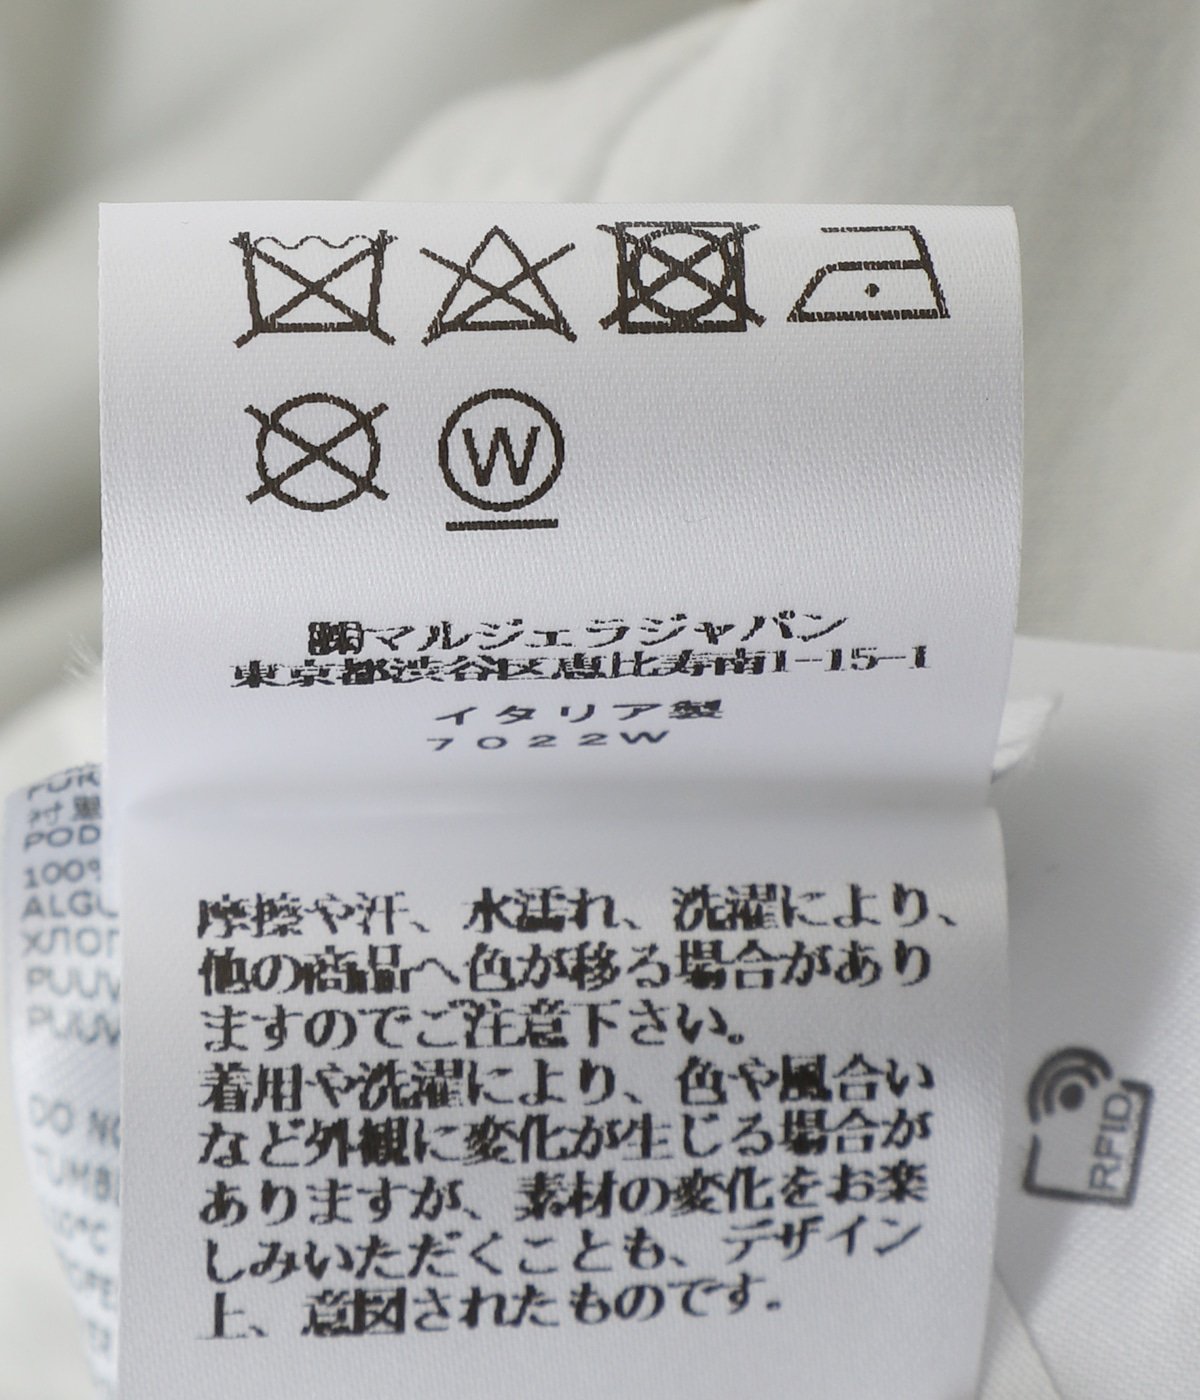 W
㈱マルジェラジャパン
東京都渋谷区恵比寿南1-15-1
イタリア製
7022W
摩擦や汗、水濡れ、洗濯により、
他の商品へ色が移る場合があり
ますのでご注意下さい。
着用や洗濯により、色や風合い
など外観に変化が生じる場合が
ありますが、素材の変化をお楽
しみいただくことも、デザイン
上、意図されたものです。
POD
100%
DO NO
TUMB
RFID